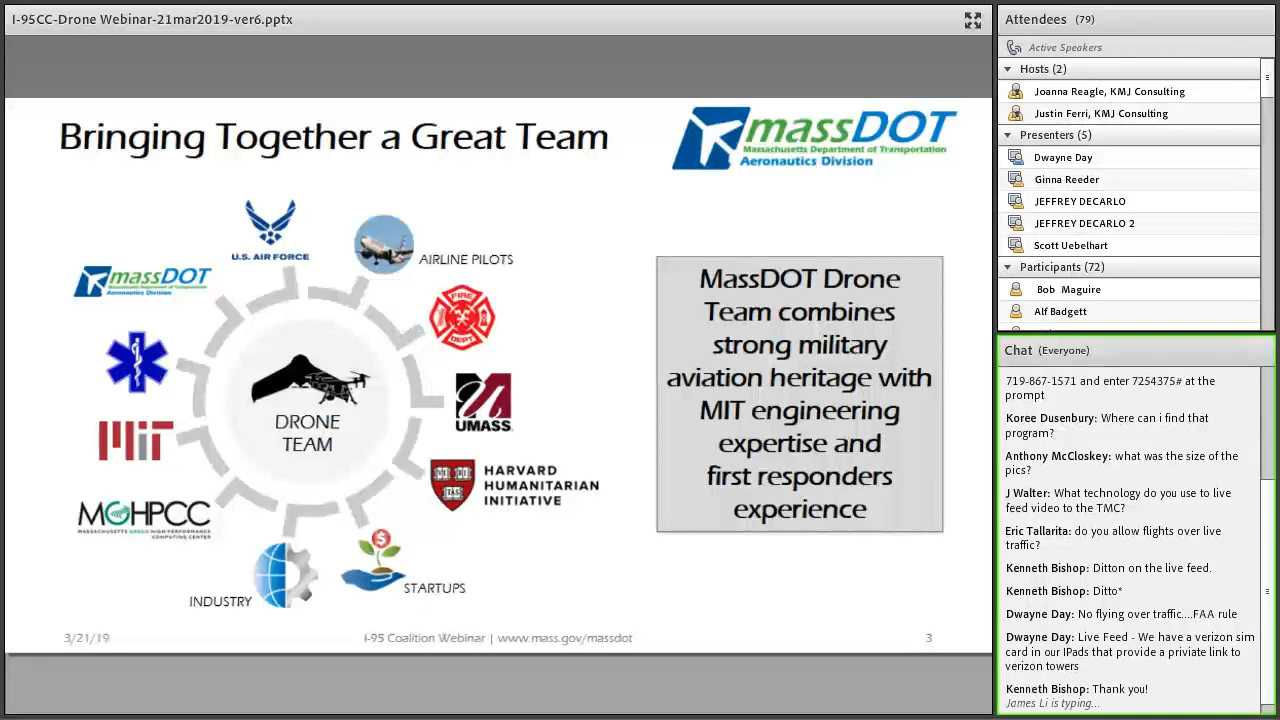 I-95CC-Drone Webinar-21mar2019-ver6.pptx
Bringing Together a Great Team
massDOT
Massachusetts Department of Transportation
Aeronautics Division
U.S. AIR FORCE
AIRLINE PILOTS
massDOT
Massachusetts Department of Transportation
Aeronautics Division
FIRE
DEPT
DRONE
TEAM
UMASS
MIT
HARVARD
HUMANITARIAN
INITIATIVE
VE
RI
TAS
MGHPCC
MASSACHUSETTS GREEN HIGH PERFORMANCE
COMPUTING CENTER
INDUSTRY
STARTUPS
$
MassDOT Drone
Team combines
strong military
aviation heritage with
MIT engineering
expertise and
first responders
experience
3/21/19
I-95 Coalition Webinar | www.mass.gov/massdot
3
Attendees (79)
Active Speakers
Hosts (2)
Joanna Reagle, KMJ Consulting
Justin Ferri, KMJ Consulting
Presenters (5)
Dwayne Day
Ginna Reeder
JEFFREY DECARLO
JEFFREY DECARLO 2
Scott Uebelhart
Participants (72)
Bob Maguire
Alf Badgett
Chat (Everyone)
719-867-1571 and enter 7254375# at the
prompt
Koree Dusenbury: Where can i find that
program?
Anthony McCloskey: what was the size of the
pics?
J Walter: What technology do you use to live
feed video to the TMC?
Eric Tallarita: do you allow flights over live
traffic?
Kenneth Bishop: Ditton on the live feed.
Kenneth Bishop: Ditto*
Dwayne Day: No flying over traffic....FAA rule
Dwayne Day: Live Feed - We have a verizon sim
card in our IPads that provide a priviate link to
verizon towers
Kenneth Bishop: Thank you!
James Li is typing...